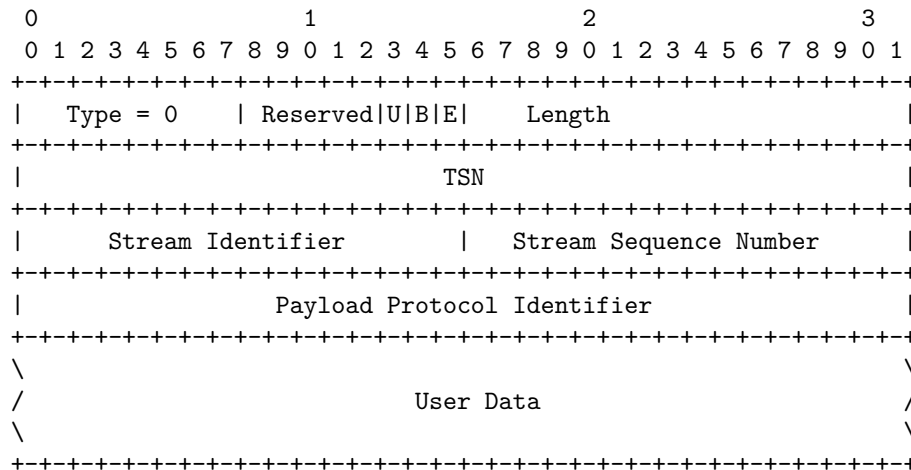 0                   1                   2                   3
0 1 2 3 4 5 6 7 8 9 0 1 2 3 4 5 6 7 8 9 0 1 2 3 4 5 6 7 8 9 0 1
+-+-+-+-+-+-+-+-+-+-+-+-+-+-+-+-+-+-+-+-+-+-+-+-+-+-+-+-+-+-+-+-+
|   Type = 0    | Reserved|U|B|E|    Length                     |
+-+-+-+-+-+-+-+-+-+-+-+-+-+-+-+-+-+-+-+-+-+-+-+-+-+-+-+-+-+-+-+-+
|                              TSN                              |
+-+-+-+-+-+-+-+-+-+-+-+-+-+-+-+-+-+-+-+-+-+-+-+-+-+-+-+-+-+-+-+-+
|      Stream Identifier        |   Stream Sequence Number      |
+-+-+-+-+-+-+-+-+-+-+-+-+-+-+-+-+-+-+-+-+-+-+-+-+-+-+-+-+-+-+-+-+
|                  Payload Protocol Identifier                  |
+-+-+-+-+-+-+-+-+-+-+-+-+-+-+-+-+-+-+-+-+-+-+-+-+-+-+-+-+-+-+-+-+
\                                                               \
/                            User Data                          /
\                                                               \
+-+-+-+-+-+-+-+-+-+-+-+-+-+-+-+-+-+-+-+-+-+-+-+-+-+-+-+-+-+-+-+-+